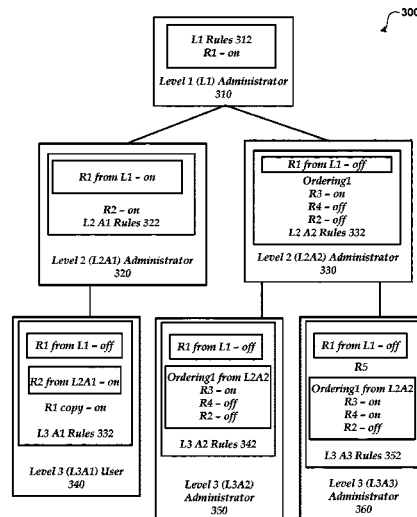 300
L1 Rules 312
R1 – on
Level 1 (L1) Administrator
310
R1 from L1 – on
R2 – on
L2 A1 Rules 322
Level 2 (L2A1) Administrator
320
R1 from L1 – off
Ordering1
R3 – on
R4 – off
R2 – off
L2 A2 Rules 332
Level 2 (L2A2) Administrator
330
R1 from L1 – off
R2 from L2A1 – on
R1 copy – on
L3 A1 Rules 332
Level 3 (L3A1) User
340
R1 from L1 – off
Ordering1 from L2A2
R3 – on
R4 – off
R2 – off
L3 A2 Rules 342
Level 3 (L3A2)
Administrator
350
R1 from L1 – off
R5
Ordering1 from L2A2
R3 – on
R4 – on
R2 – off
L3 A3 Rules 352
Level 3 (L3A3)
Administrator
360